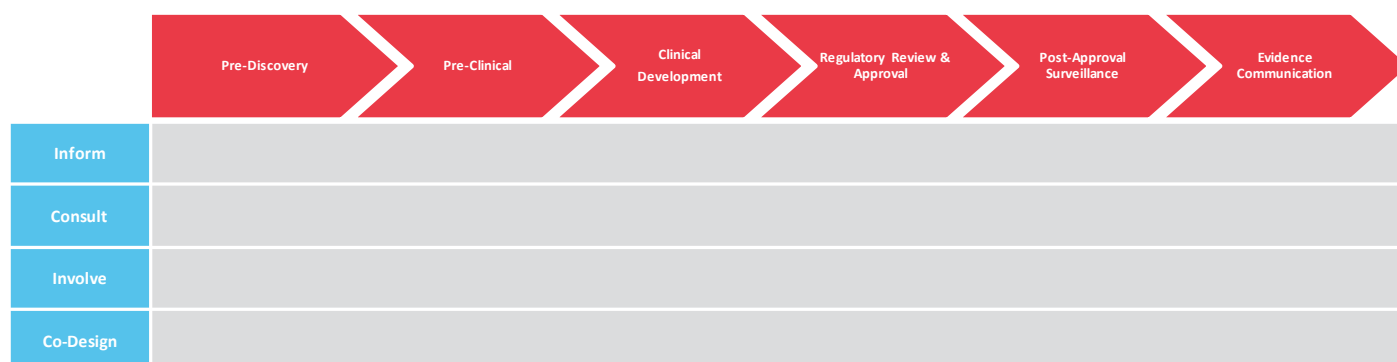 Pre-Discovery
Pre-Clinical
Clinical
Development
Regulatory Review &
Approval
Post-Approval
Surveillance
Evidence
Communication
Inform
Consult
Involve
Co-Design